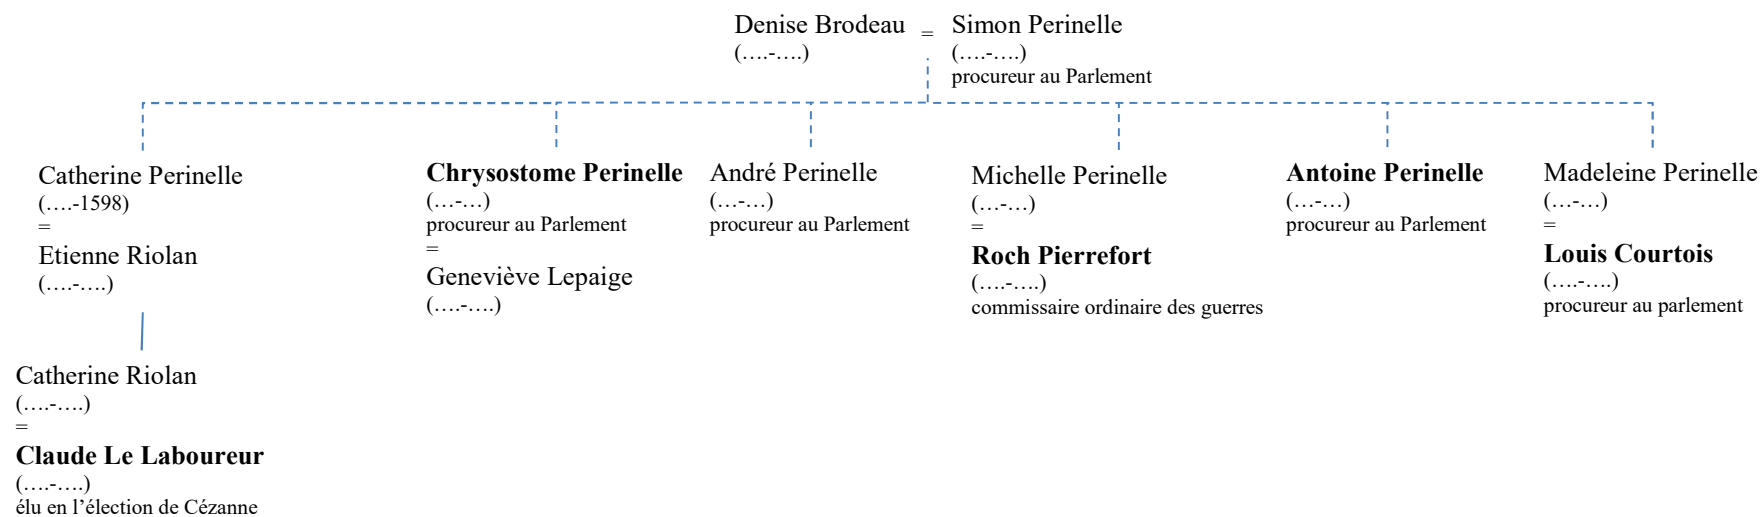 Denise Brodeau = Simon Perinelle
(….-….) (….-….)
procureur au Parlement
Catherine Perinelle
(….-1598)
=
Etienne Riolan
(….-….)
Chrysostome Perinelle
(…-…)
procureur au Parlement
=
Geneviève Lepaige
(….-….)
André Perinelle
(…-…)
procureur au Parlement
Michelle Perinelle
(…-…)
=
Roch Pierrefort
(….-….)
commissaire ordinaire des guerres
Antoine Perinelle
(…-…)
procureur au Parlement
Madeleine Perinelle
(…-…)
=
Louis Courtois
(….-….)
procureur au parlement
Catherine Riolan
(….-….)
=
Claude Le Laboureur
(….-….)
élu en l’élection de Cézanne